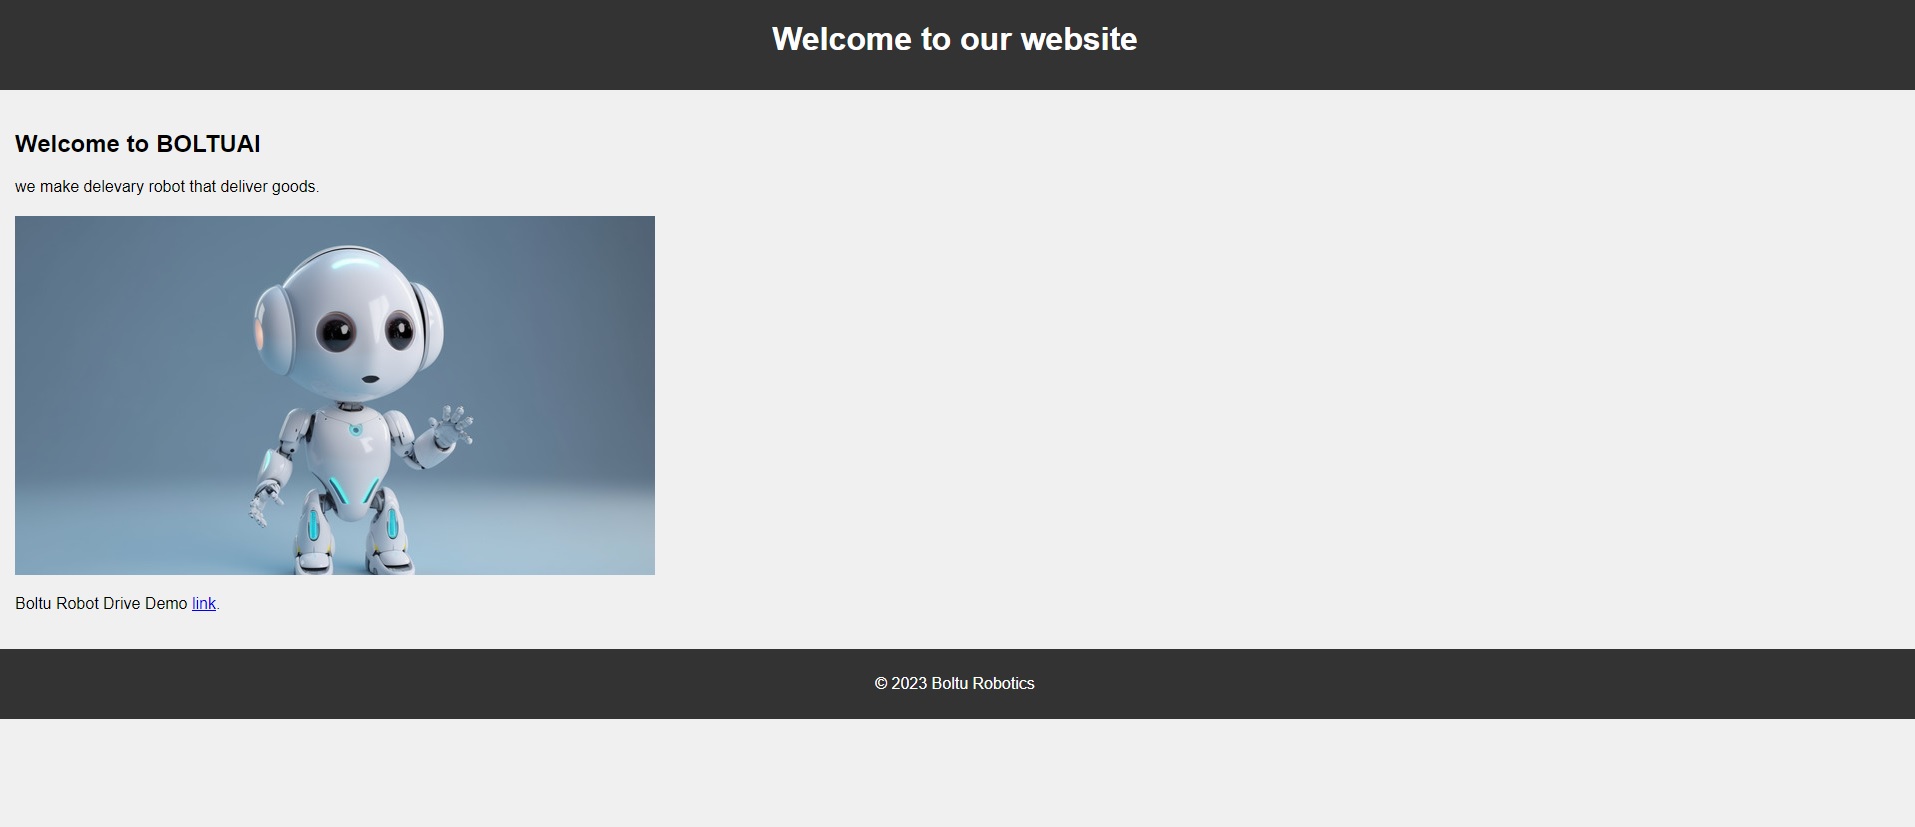 Welcome to our website
Welcome to BOLTUAI
we make delevary robot that deliver goods.
Boltu Robot Drive Demo link.
© 2023 Boltu Robotics